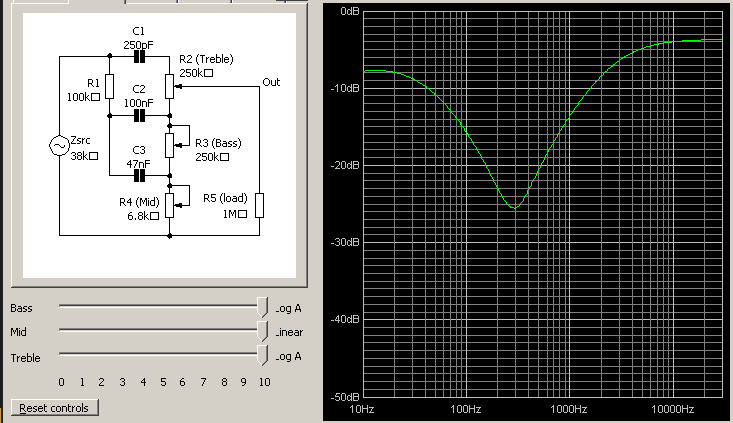 C1
250pF
R2 (Treble)
250k□
Out
R1
100k□
C2
100nF
Zsrc
38k□
R3 (Bass)
250k□
C3
47nF
R4 (Mid)
6.8k□
R5 (load)
1M□
Bass
Log A
Mid
Linear
Treble
Log A
0 1 2 3 4 5 6 7 8 9 10
Reset controls
0dB
-10dB
-20dB
-30dB
-40dB
-50dB
10Hz 100Hz 1000Hz 10000Hz